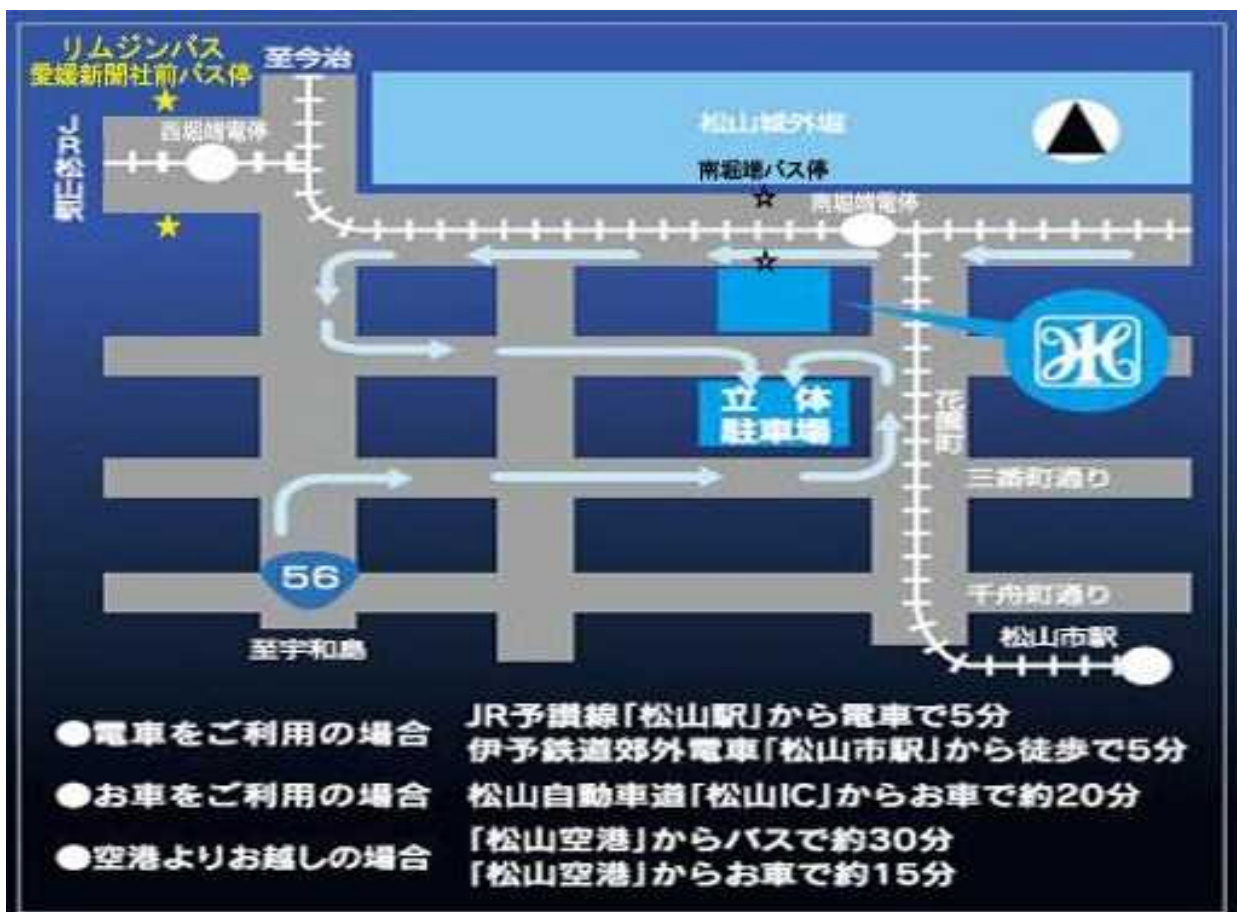 リムジンバス
愛媛新聞社前バス停
至今治
JR松山駅
西堀端電停
松山城外堀
南堀端バス停
南堀端電停
立 体
駐車場
花園町
三番町通り
56
千舟町通り
至宇和島
松山市駅
●電車をご利用の場合 JR予讃線「松山駅」から電車で5分
伊予鉄道郊外電車「松山市駅」から徒歩で5分
●お車をご利用の場合 松山自動車道「松山IC」からお車で約20分
●空港よりお越しの場合 「松山空港」からバスで約30分
「松山空港」からお車で約15分